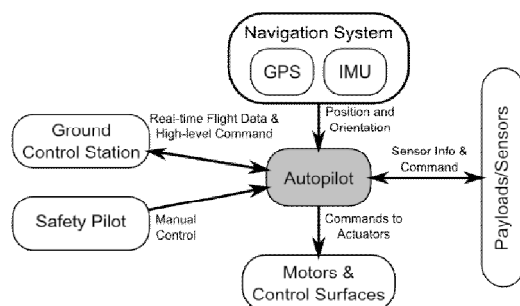 Navigation System
GPS
IMU
Real-time Flight Data &
High-level Command
Position and
Orientation
Ground
Control Station
Sensor Info &
Command
Autopilot
Payloads/Sensors
Safety Pilot
Manual
Control
Commands to
Actuators
Motors &
Control Surfaces